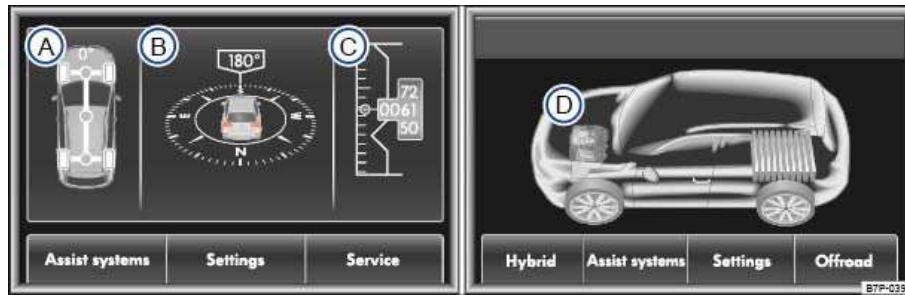 A
B
C
D
0°
180°
S
W
N
E
72
0061
50
Assist systems
Settings
Service
Hybrid
Assist systems
Settings
Offroad
B7P-039